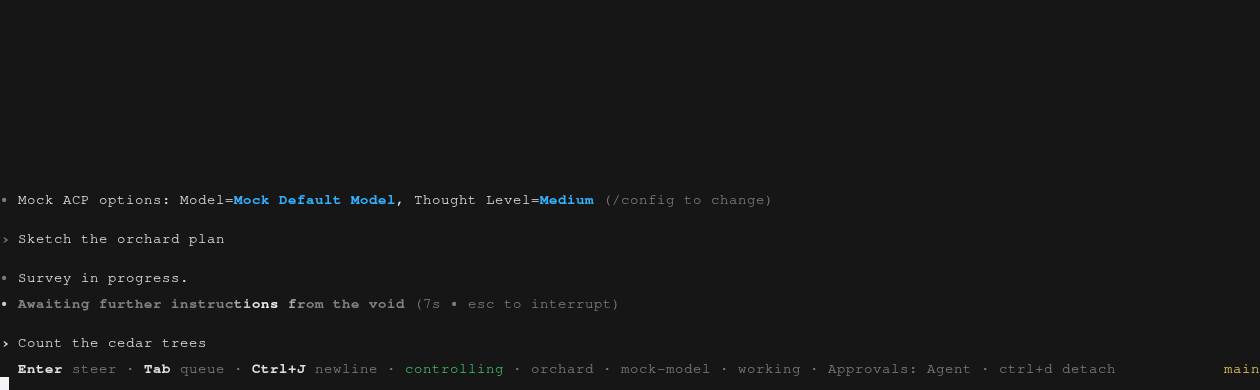 • Mock ACP options: Model=Mock Default Model, Thought Level=Medium (/config to change)
› Sketch the orchard plan
• Survey in progress.
• Awaiting further instructions from the void (7s • esc to interrupt)
› Count the cedar trees
Enter steer · Tab queue · Ctrl+J newline · controlling · orchard · mock-model · working · Approvals: Agent · ctrl+d detach main